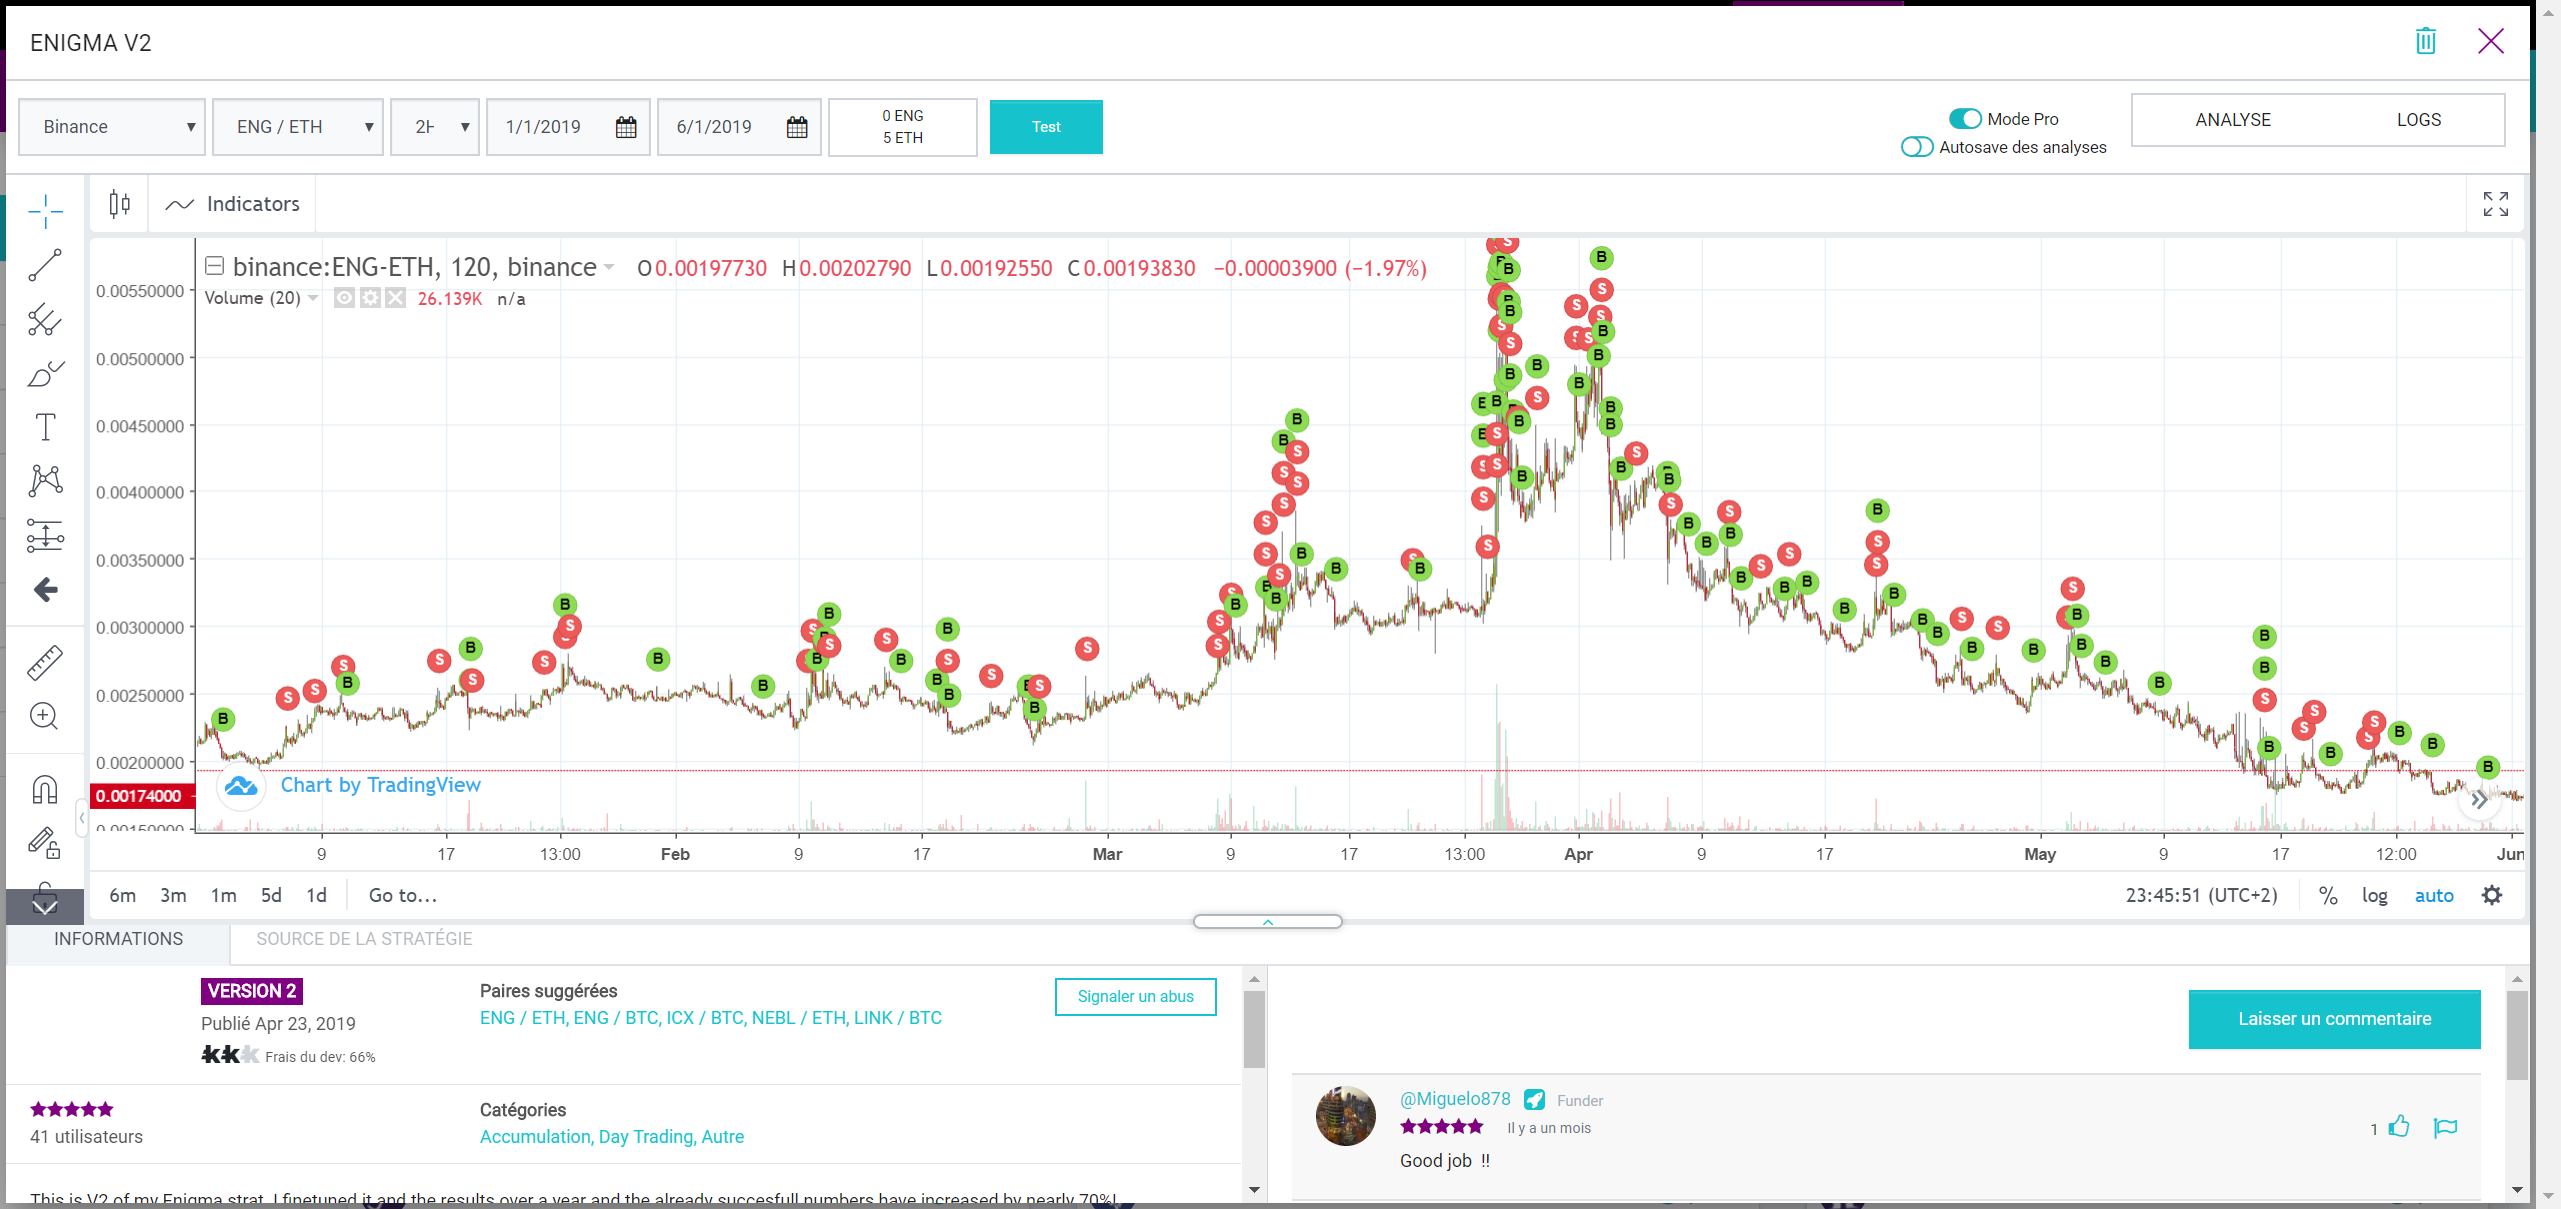 ENIGMA V2
Binance
ENG / ETH
2H
1/1/2019
6/1/2019
0 ENG
5 ETH
Test
Mode Pro
Autosave des analyses
ANALYSE
LOGS
Indicators
binance:ENG-ETH, 120, binance O0.00197730 H0.00202790 L0.00192550 C0.00193830 −0.00003900 (−1.97%)
Volume (20) 26.139K n/a
0.00550000
0.00500000
0.00450000
0.00400000
0.00350000
0.00300000
0.00250000
0.00200000
0.00174000
0.00150000
Chart by TradingView
9 17 13:00 Feb 9 17 Mar 9 17 13:00 Apr 9 17 May 9 17 12:00 Jun
6m 3m 1m 5d 1d Go to...
23:45:51 (UTC+2) % log auto
INFORMATIONS
SOURCE DE LA STRATÉGIE
VERSION 2
Publié Apr 23, 2019
Frais du dev: 66%
Paires suggérées
ENG / ETH, ENG / BTC, ICX / BTC, NEBL / ETH, LINK / BTC
Signaler un abus
41 utilisateurs
Catégories
Accumulation, Day Trading, Autre
This is V2 of my Enigma strat. I finetuned it and the results over a year and the already succesfull numbers have increased by nearly 70%!
Laisser un commentaire
@Miguelo878 Funder
Il y a un mois
Good job !!
1